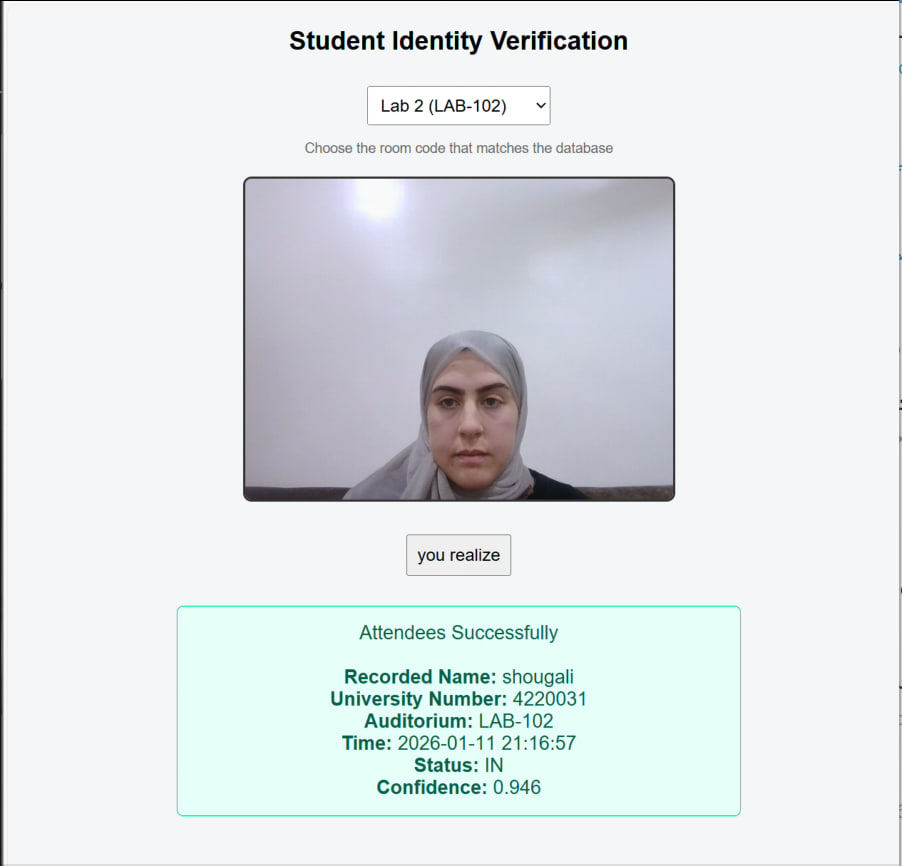 Student Identity Verification
Lab 2 (LAB-102)
Choose the room code that matches the database
you realize
Attendees Successfully
Recorded Name: shougali
University Number: 4220031
Auditorium: LAB-102
Time: 2026-01-11 21:16:57
Status: IN
Confidence: 0.946